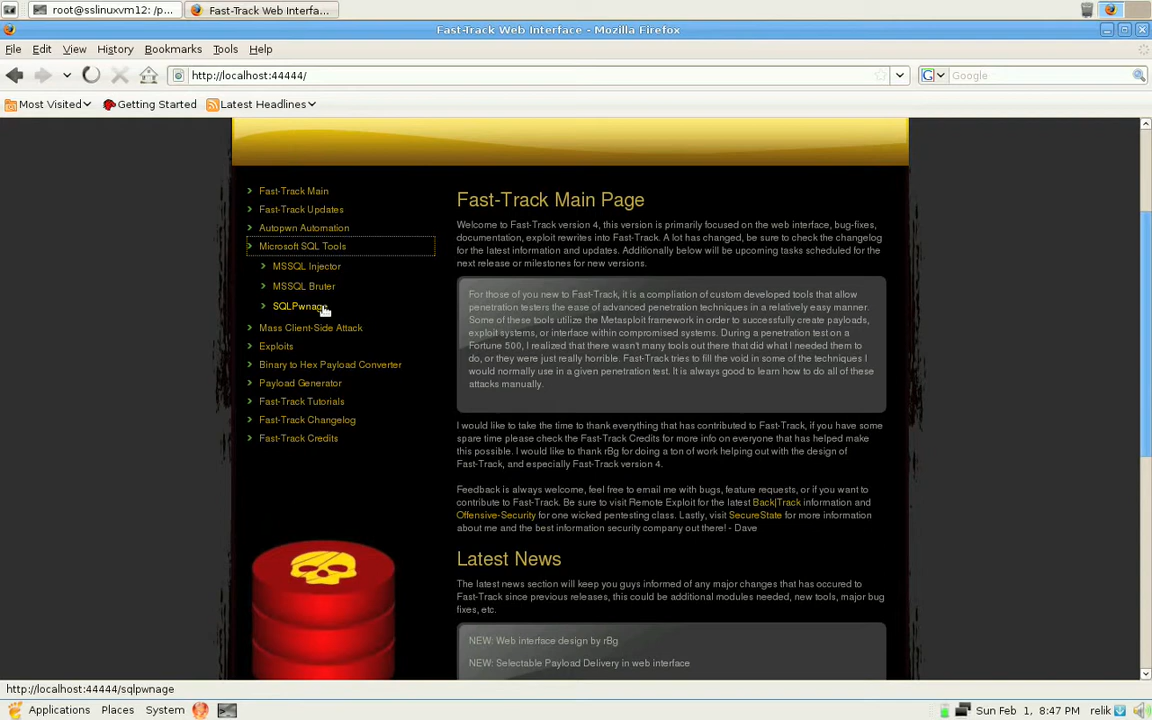 root@sslinuxvm12: /p...
Fast-Track Web Interfa...
Fast-Track Web Interface - Mozilla Firefox
File Edit View History Bookmarks Tools Help
http://localhost:44444/
Google
Most Visited
Getting Started
Latest Headlines
Fast-Track Main
Fast-Track Updates
Autopwn Automation
Microsoft SQL Tools
MSSQL Injector
MSSQL Bruter
SQLPwnage
Mass Client-Side Attack
Exploits
Binary to Hex Payload Converter
Payload Generator
Fast-Track Tutorials
Fast-Track Changelog
Fast-Track Credits
Fast-Track Main Page
Welcome to Fast-Track version 4, this version is primarily focused on the web interface, bug-fixes,
documentation, exploit rewrites into Fast-Track. A lot has changed, be sure to check the changelog
for the latest information and updates. Additionally below will be upcoming tasks scheduled for the
next release or milestones for new versions.
For those of you new to Fast-Track, it is a compliation of custom developed tools that allow
penetration testers the ease of advanced penetration techniques in a relatively easy manner.
Some of these tools utilize the Metasploit framework in order to successfully create payloads,
exploit systems, or interface within compromised systems. During a penetration test on a
Fortune 500, I realized that there wasn't many tools out there that did what I needed them to
do, or they were just really horrible. Fast-Track tries to fill the void in some of the techniques I
would normally use in a given penetration test. It is always good to learn how to do all of these
attacks manually.
I would like to take the time to thank everything that has contributed to Fast-Track, if you have some
spare time please check the Fast-Track Credits for more info on everyone that has helped make
this possible. I would like to thank rBg for doing a ton of work helping out with the design of
Fast-Track, and especially Fast-Track version 4.
Feedback is always welcome, feel free to email me with bugs, feature requests, or if you want to
contribute to Fast-Track. Be sure to visit Remote Exploit for the latest Back|Track information and
Offensive-Security for one wicked pentesting class. Lastly, visit SecureState for more information
about me and the best information security company out there! - Dave
Latest News
The latest news section will keep you guys informed of any major changes that has occured to
Fast-Track since previous releases, this could be additional modules needed, new tools, major bug
fixes, etc.
NEW: Web interface design by rBg
NEW: Selectable Payload Delivery in web interface
http://localhost:44444/sqlpwnage
Applications Places System
Sun Feb 1, 8:47 PM
relik